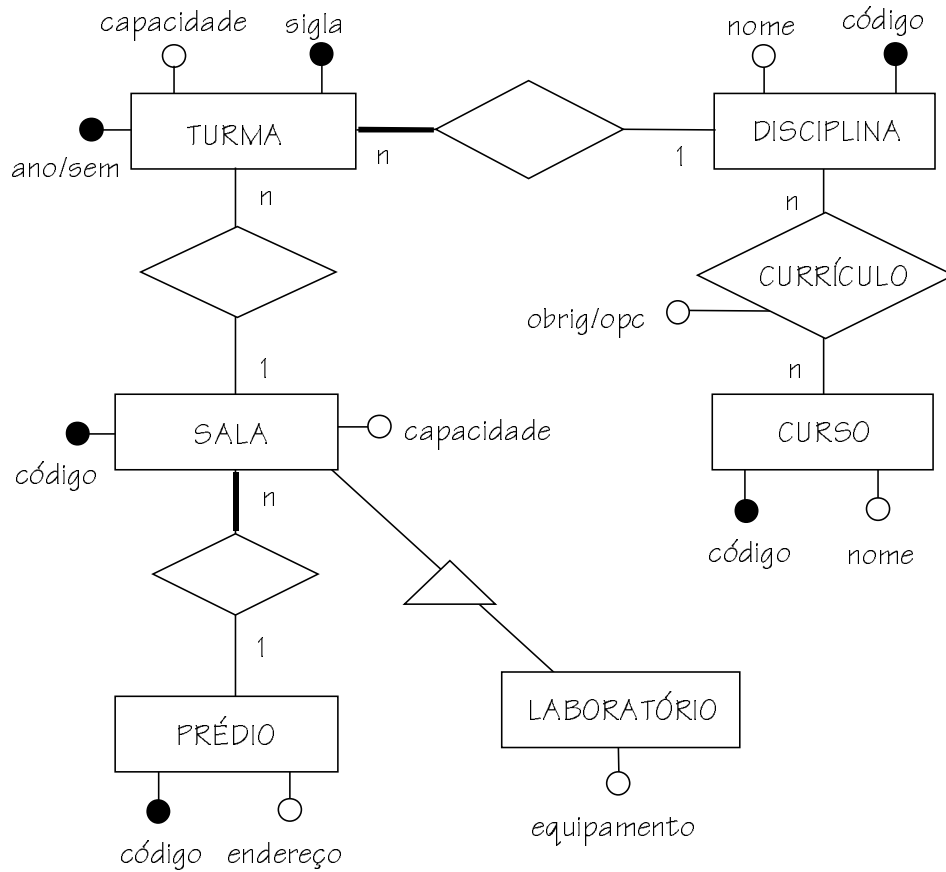 capacidade
sigla
nome
código
TURMA
DISCIPLINA
ano/sem
n
1
n
n
CURRÍCULO
obrig/opc
1
n
SALA
capacidade
CURSO
código
n
código
nome
1
LABORATÓRIO
PRÉDIO
equipamento
código
endereço